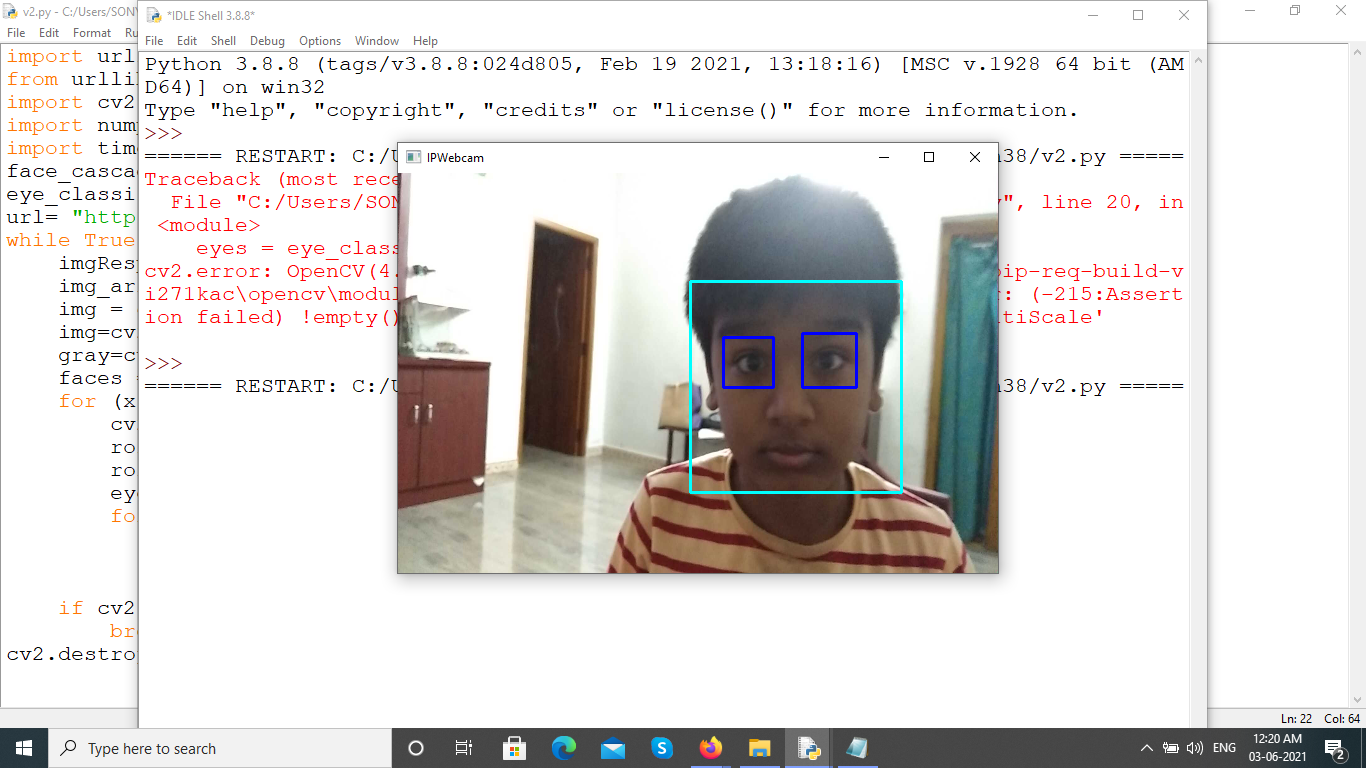 v2.py - C:/Users/SON
*IDLE Shell 3.8.8*
File Edit Format Ru
File Edit Shell Debug Options Window Help
import url
from urlli
import cv2
import num
import tim
face_casca
eye_classi
url= "http
while True
imgRes
img_ar
img =
img=cv
gray=c
faces =
for (x
cv
ro
ro
eye
fo
if cv2
bre
cv2.destro
Python 3.8.8 (tags/v3.8.8:024d805, Feb 19 2021, 13:18:16) [MSC v.1928 64 bit (AM
D64)] on win32
Type "help", "copyright", "credits" or "license()" for more information.
>>>
====== RESTART: C:/U n38/v2.py =====
Traceback (most rece
File "C:/Users/SON ", line 20, in
<module>
eyes = eye_clas
cv2.error: OpenCV(4. pip-req-build-v
i271kac\opencv\modul : (-215:Assert
ion failed) !empty() tiScale'
>>>
====== RESTART: C:/U n38/v2.py =====
IPWebcam
Ln: 22 Col: 64
Type here to search
ENG
12:20 AM
03-06-2021
2